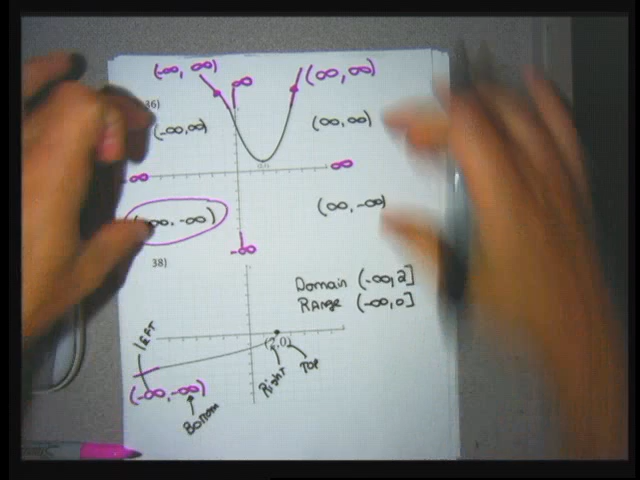 (-∞, ∞)
∞
(∞, ∞)
36)
(-∞, ∞)
(∞, ∞)
-∞
∞
-∞)
(∞, -∞)
-∞
38)
Domain (-∞, 2]
Range (-∞, 0]
LEFT
(2,0)
Right
Top
(-∞, -∞)
Bottom